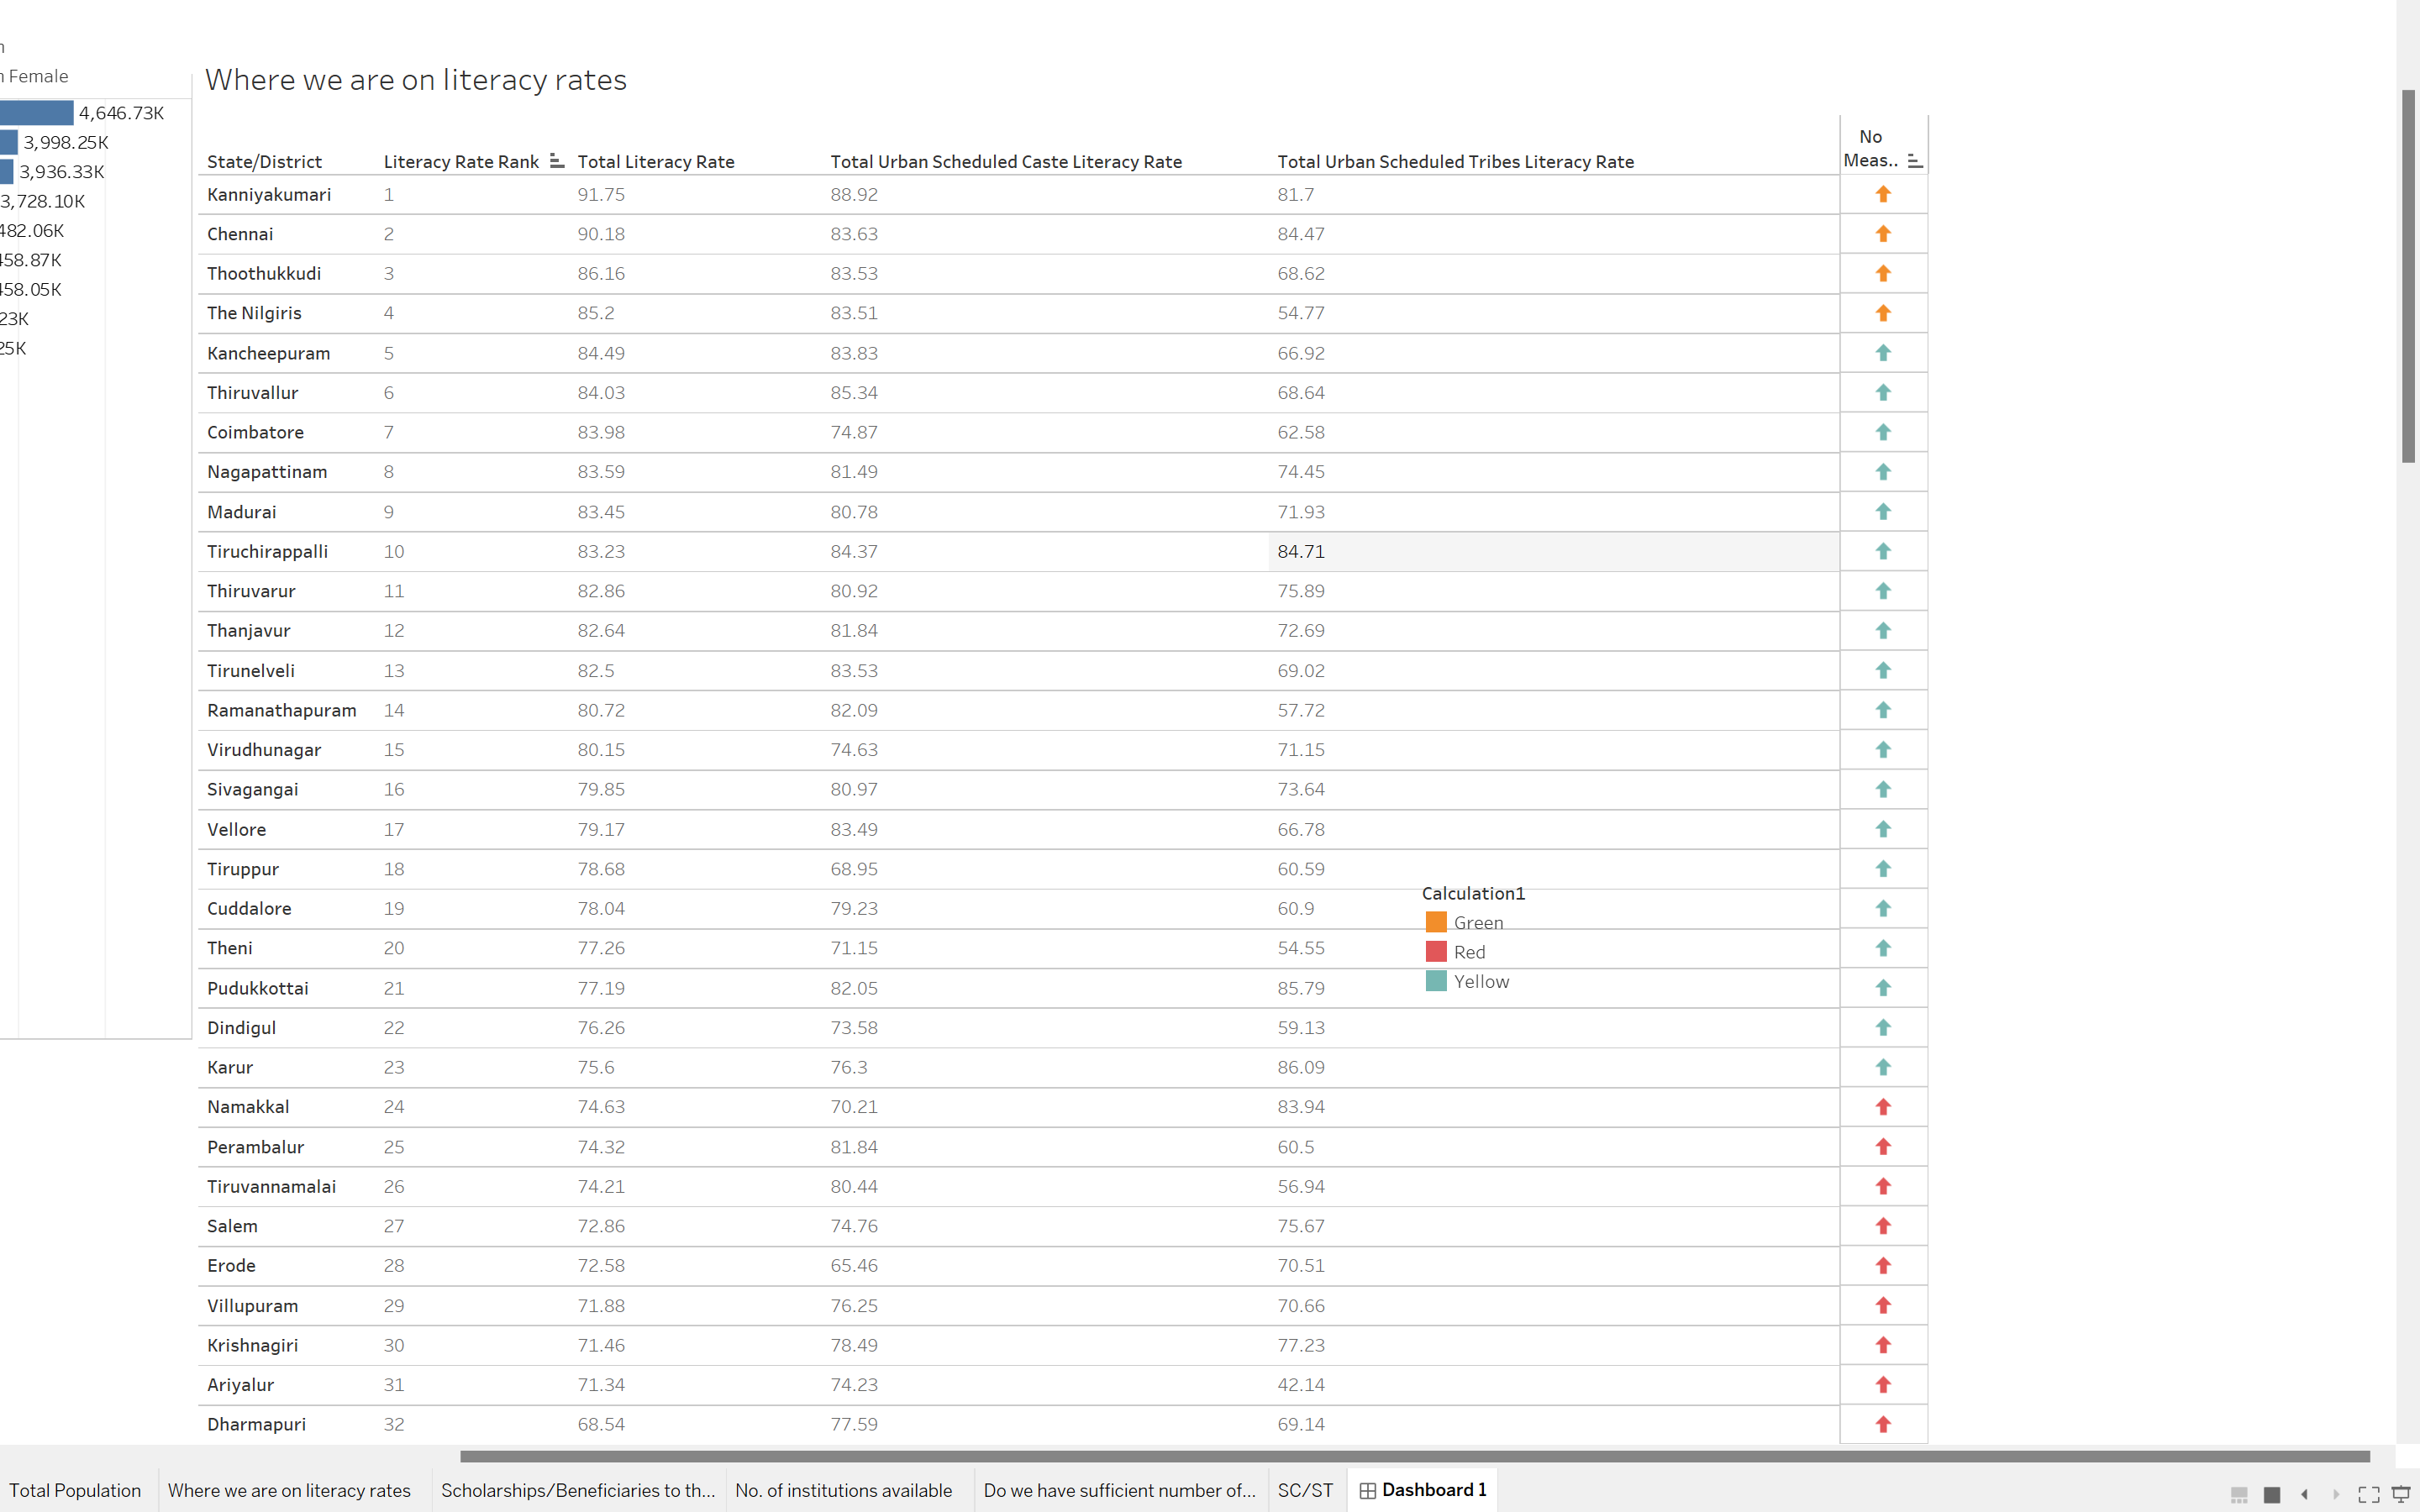 Female
4,646.73K
3,998.25K
3,936.33K
3,728.10K
482.06K
458.87K
458.05K
23K
25K
Where we are on literacy rates
State/District Literacy Rate Rank Total Literacy Rate Total Urban Scheduled Caste Literacy Rate Total Urban Scheduled Tribes Literacy Rate No Meas..
Kanniyakumari 1 91.75 88.92 81.7
Chennai 2 90.18 83.63 84.47
Thoothukkudi 3 86.16 83.53 68.62
The Nilgiris 4 85.2 83.51 54.77
Kancheepuram 5 84.49 83.83 66.92
Thiruvallur 6 84.03 85.34 68.64
Coimbatore 7 83.98 74.87 62.58
Nagapattinam 8 83.59 81.49 74.45
Madurai 9 83.45 80.78 71.93
Tiruchirappalli 10 83.23 84.37 84.71
Thiruvarur 11 82.86 80.92 75.89
Thanjavur 12 82.64 81.84 72.69
Tirunelveli 13 82.5 83.53 69.02
Ramanathapuram 14 80.72 82.09 57.72
Virudhunagar 15 80.15 74.63 71.15
Sivagangai 16 79.85 80.97 73.64
Vellore 17 79.17 83.49 66.78
Tiruppur 18 78.68 68.95 60.59
Cuddalore 19 78.04 79.23 60.9
Theni 20 77.26 71.15 54.55
Pudukkottai 21 77.19 82.05 85.79
Dindigul 22 76.26 73.58 59.13
Karur 23 75.6 76.3 86.09
Namakkal 24 74.63 70.21 83.94
Perambalur 25 74.32 81.84 60.5
Tiruvannamalai 26 74.21 80.44 56.94
Salem 27 72.86 74.76 75.67
Erode 28 72.58 65.46 70.51
Villupuram 29 71.88 76.25 70.66
Krishnagiri 30 71.46 78.49 77.23
Ariyalur 31 71.34 74.23 42.14
Dharmapuri 32 68.54 77.59 69.14
Calculation1
Green
Red
Yellow
Total Population Where we are on literacy rates Scholarships/Beneficiaries to th... No. of institutions available Do we have sufficient number of... SC/ST Dashboard 1